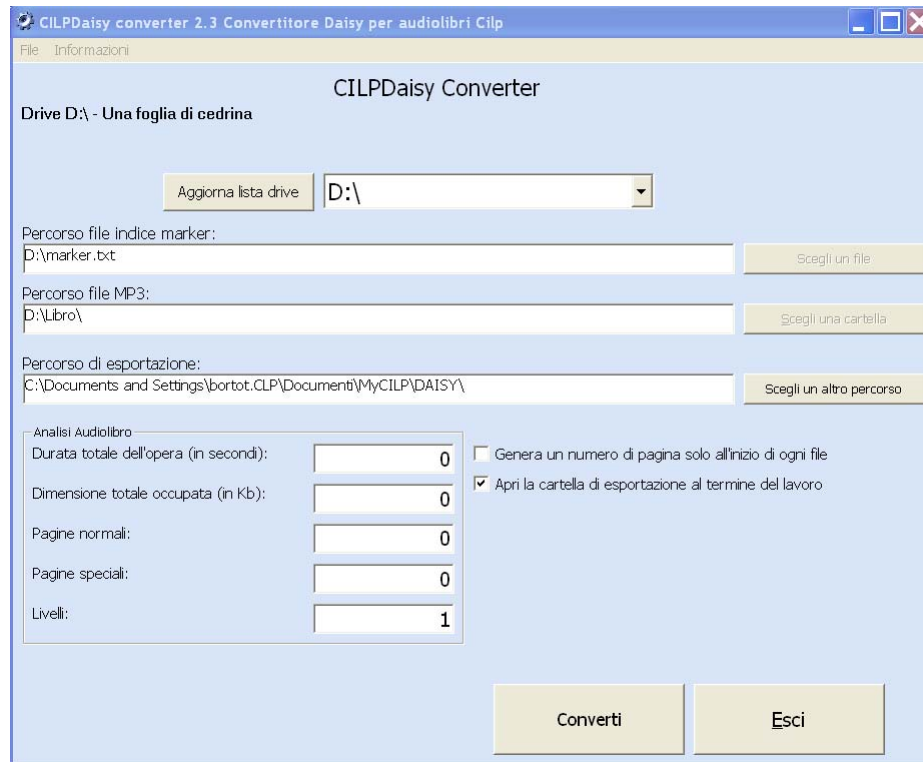 CILPDaisy converter 2.3 Convertitore Daisy per audiolibri Cilp
File Informazioni
CILPDaisy Converter
Drive D:\ - Una foglia di cedrina
Aggiorna lista drive D:\
Percorso file indice marker:
D:\marker.txt Scegli un file
Percorso file MP3:
D:\Libro\ Scegli una cartella
Percorso di esportazione:
C:\Documents and Settings\bortot.CLP\Documenti\MyCILP\DAISY\ Scegli un altro percorso
Analisi Audiolibro
Durata totale dell'opera (in secondi): 0 Genera un numero di pagina solo all'inizio di ogni file
Dimensione totale occupata (in Kb): 0 Apri la cartella di esportazione al termine del lavoro
Pagine normali: 0
Pagine speciali: 0
Livelli: 1
Converti Esci